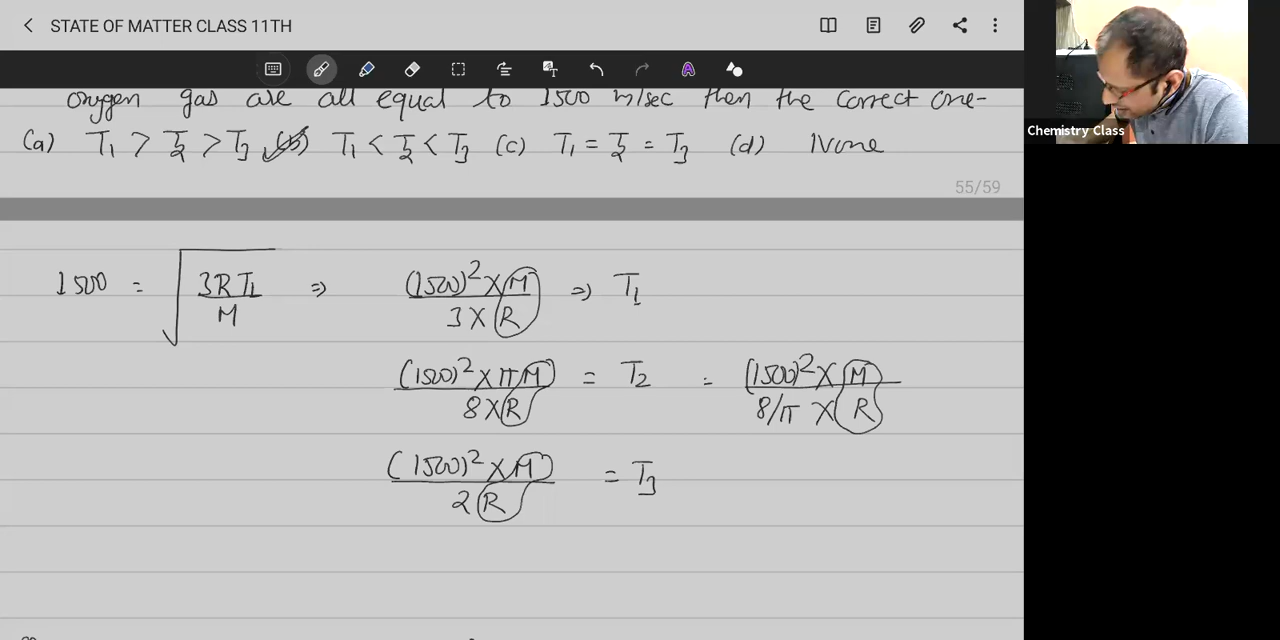 STATE OF MATTER CLASS 11TH
oxygen gas are all equal to 1500 m/sec then the correct one-
(a) T₁ > T₂ > T₃ (b) T₁ < T₂ < T₃ (c) T₁ = T₂ = T₃ (d) None
55/59
1500 = √(3RT₁/M) ⇒ (1500)² × M / 3 × R ⇒ T₁
(1500)² × πM / 8 × R = T₂ = (1500)² × M / 8/π × R
(1500)² × M / 2R = T₃
Chemistry Class